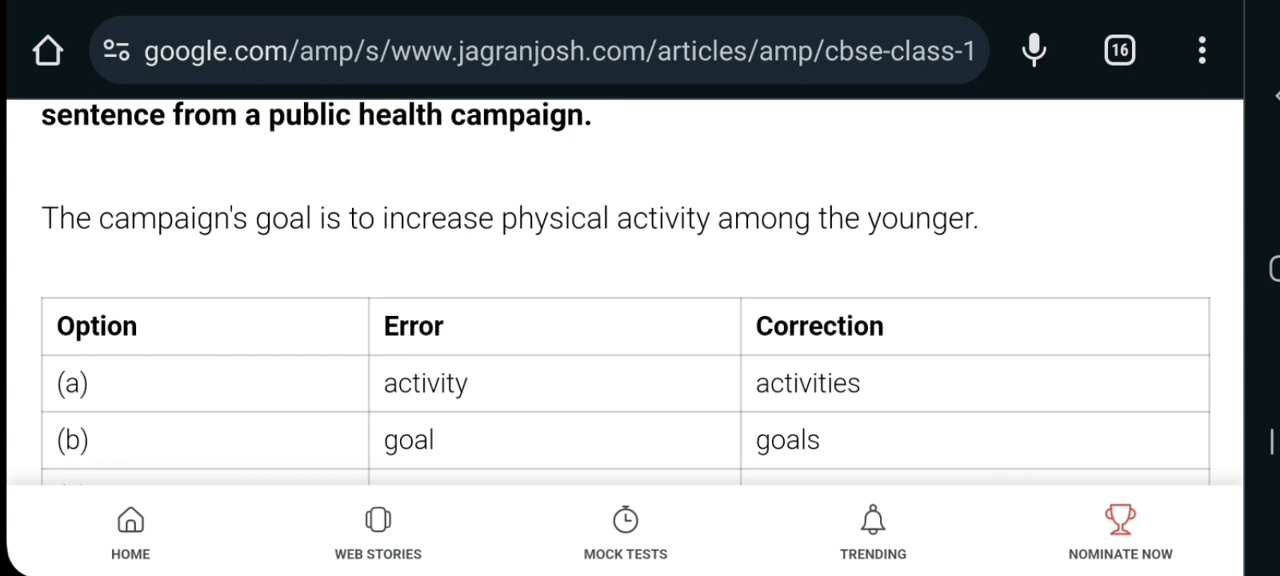 google.com/amp/s/www.jagranjosh.com/articles/amp/cbse-class-1
16
sentence from a public health campaign.
The campaign's goal is to increase physical activity among the younger.
Option Error Correction
(a) activity activities
(b) goal goals
HOME WEB STORIES MOCK TESTS TRENDING NOMINATE NOW